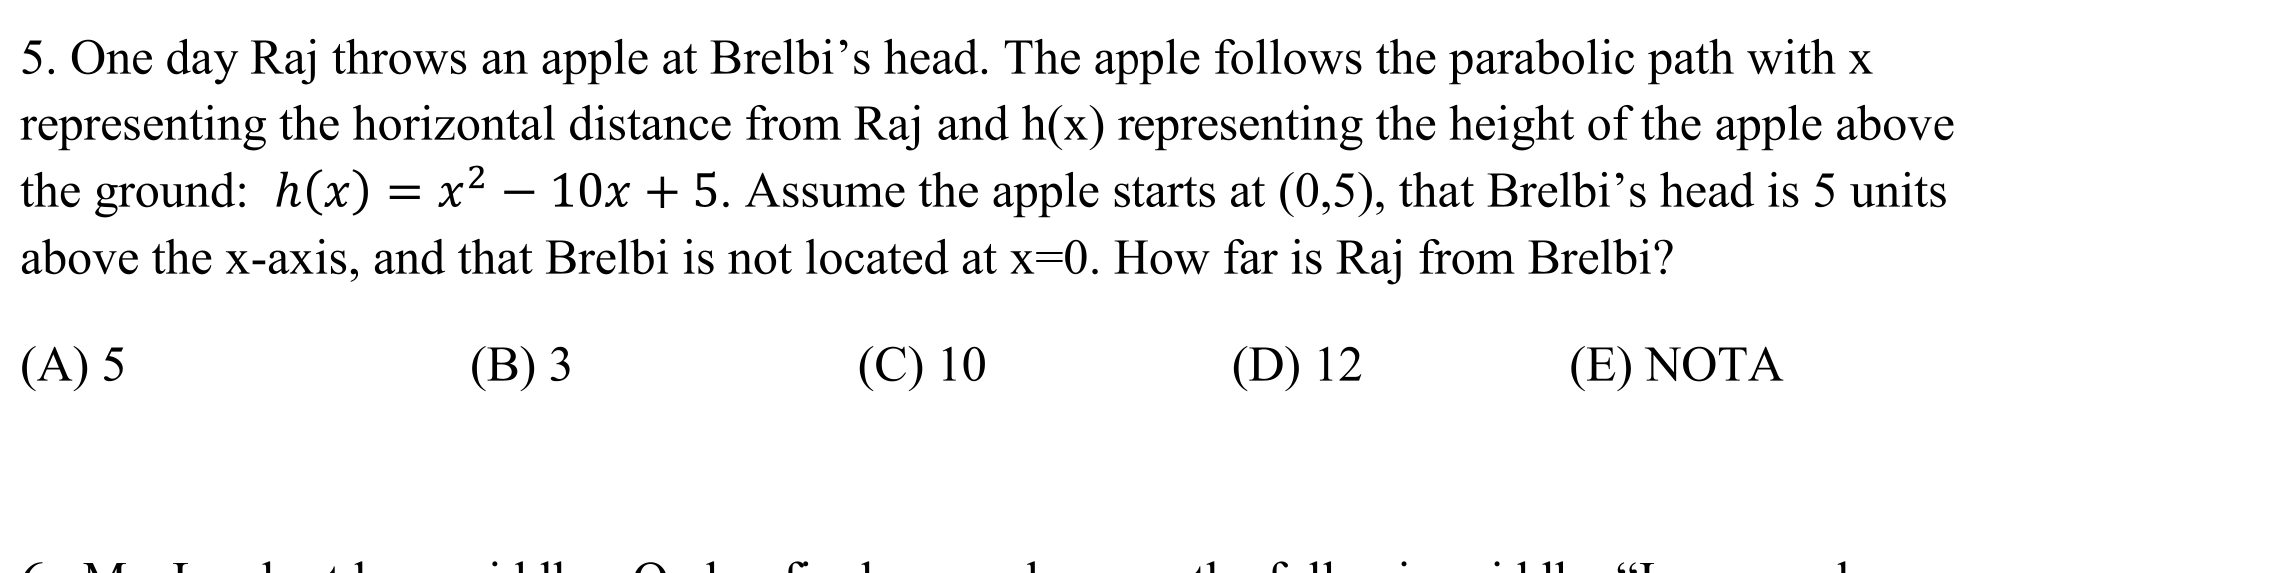 5. One day Raj throws an apple at Brelbi’s head. The apple follows the parabolic path with x
representing the horizontal distance from Raj and h(x) representing the height of the apple above
the ground:  h(x) = x² − 10x + 5. Assume the apple starts at (0,5), that Brelbi’s head is 5 units
above the x-axis, and that Brelbi is not located at x=0. How far is Raj from Brelbi?
(A) 5 (B) 3 (C) 10 (D) 12 (E) NOTA